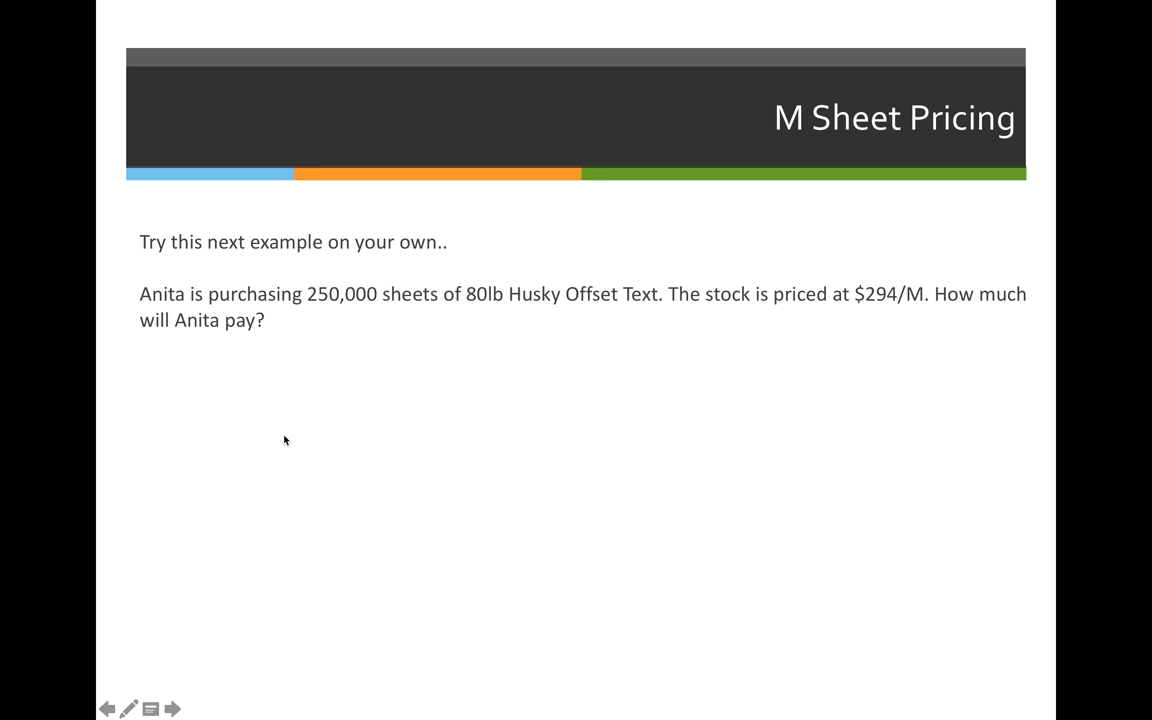 M Sheet Pricing
Try this next example on your own..
Anita is purchasing 250,000 sheets of 80lb Husky Offset Text. The stock is priced at $294/M. How much
will Anita pay?